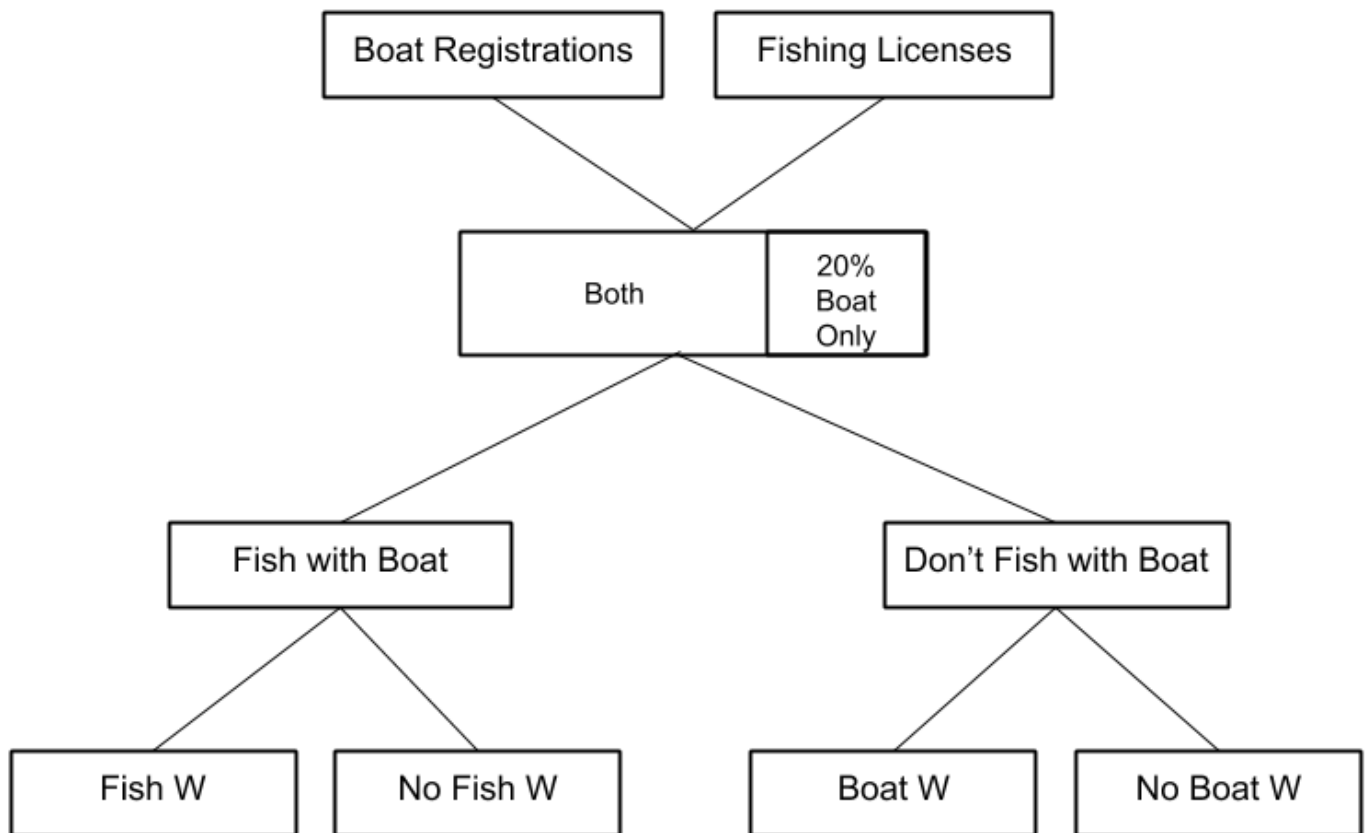 Boat Registrations
Fishing Licenses
Both
20%
Boat
Only
Fish with Boat
Don’t Fish with Boat
Fish W
No Fish W
Boat W
No Boat W